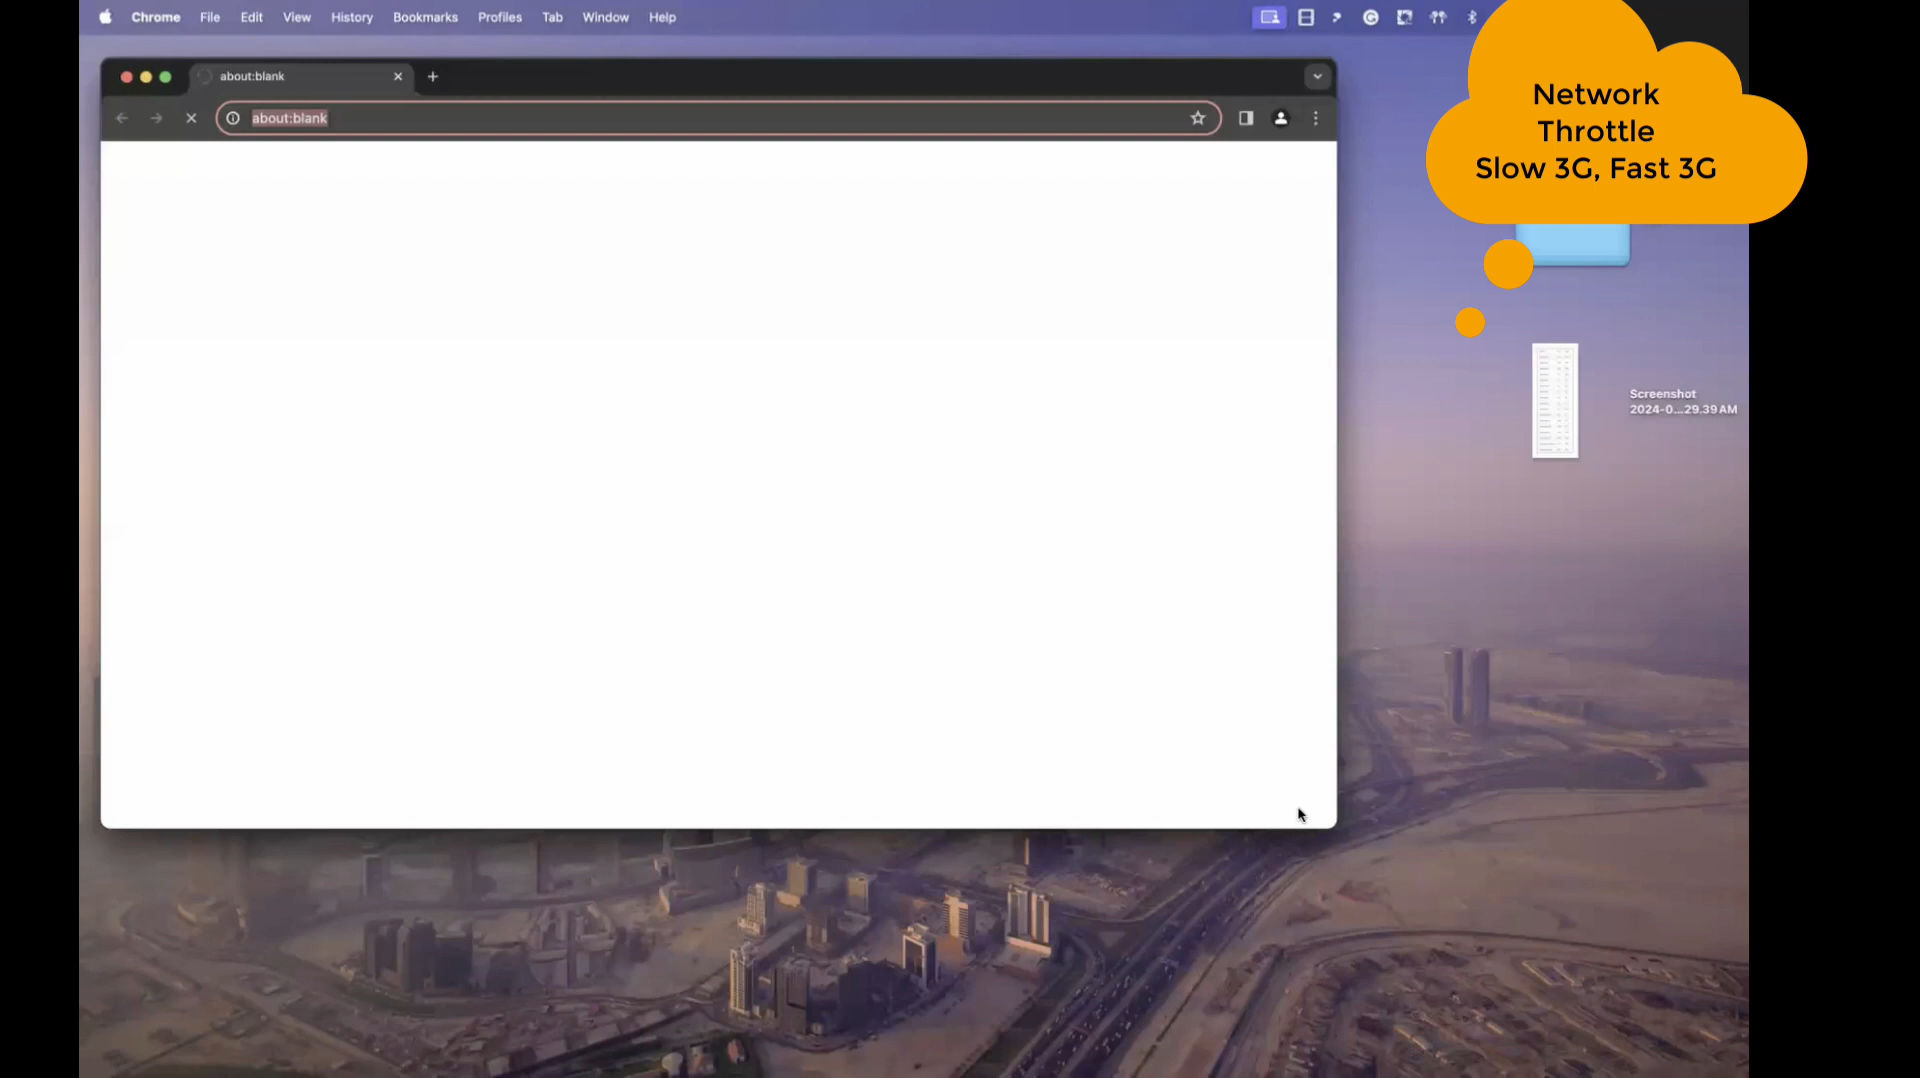 Chrome File Edit View History Bookmarks Profiles Tab Window Help
about:blank
about:blank
Network
Throttle
Slow 3G, Fast 3G
Screenshot
2024-0...29.39 AM